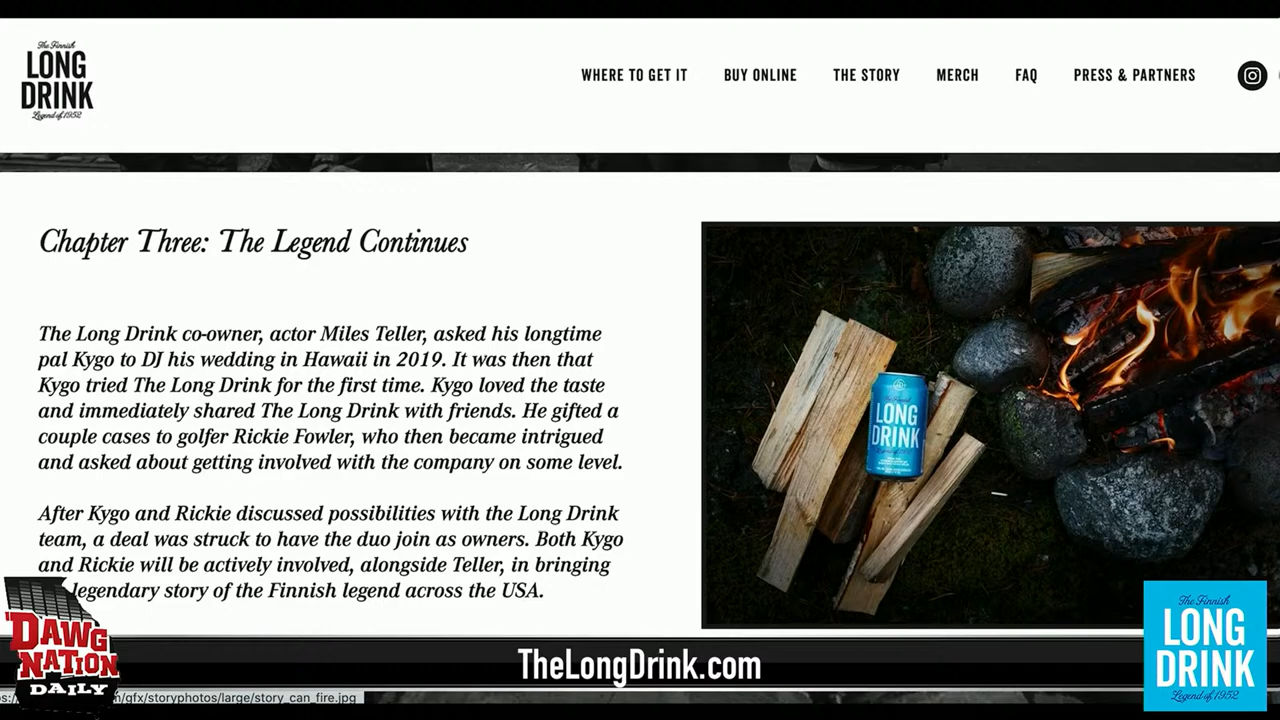 The Finnish
LONG
DRINK
Legend of 1952
WHERE TO GET IT
BUY ONLINE
THE STORY
MERCH
FAQ
PRESS & PARTNERS
Chapter Three: The Legend Continues
The Long Drink co-owner, actor Miles Teller, asked his longtime
pal Kygo to DJ his wedding in Hawaii in 2019. It was then that
Kygo tried The Long Drink for the first time. Kygo loved the taste
and immediately shared The Long Drink with friends. He gifted a
couple cases to golfer Rickie Fowler, who then became intrigued
and asked about getting involved with the company on some level.
After Kygo and Rickie discussed possibilities with the Long Drink
team, a deal was struck to have the duo join as owners. Both Kygo
and Rickie will be actively involved, alongside Teller, in bringing
legendary story of the Finnish legend across the USA.
LONG
DRINK
DAWG
NATION
DAILY
TheLongDrink.com
The Finnish
LONG
DRINK
Legend of 1952
/gfx/storyphotos/large/story_can_fire.jpg